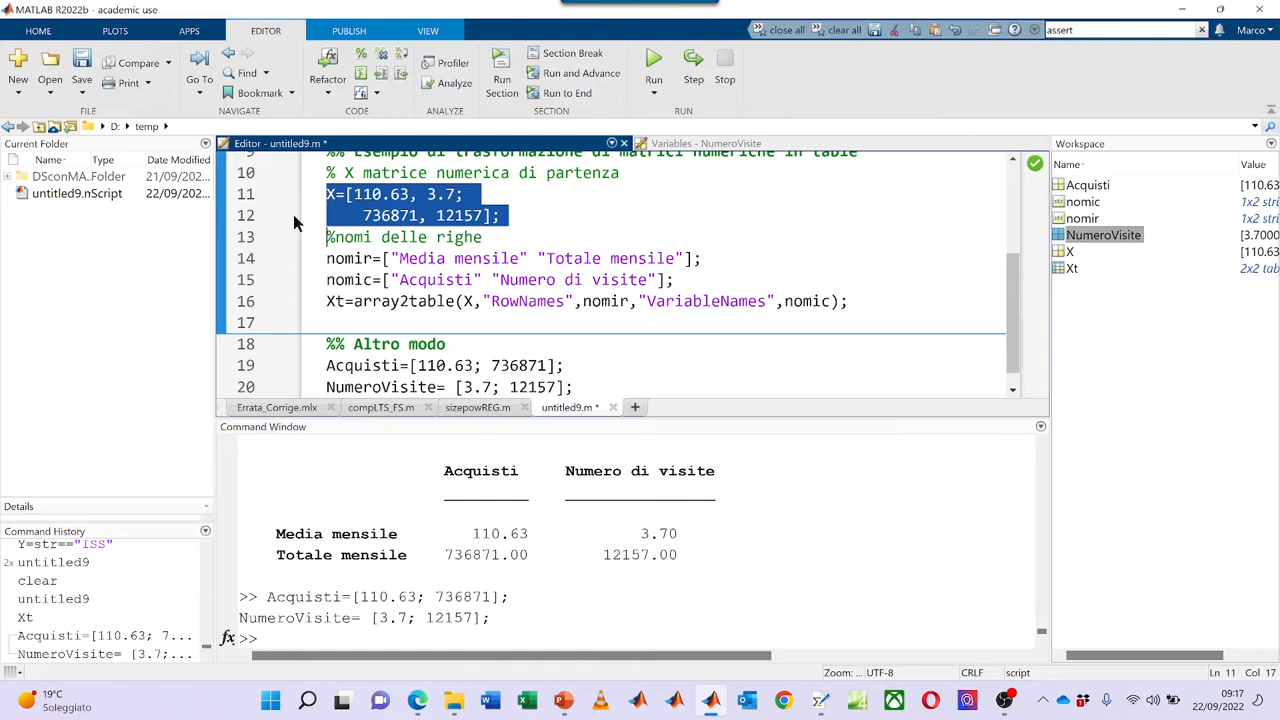 MATLAB R2022b - academic use
HOME PLOTS APPS EDITOR PUBLISH VIEW close all clear all assert Marco
New Open Save Compare Print Go To Find Bookmark Refactor Profiler Analyze Run Section Section Break Run and Advance Run to End Run Step Stop
FILE NAVIGATE CODE ANALYZE SECTION RUN
D: temp
Current Folder
Name Type Date Modified
DSconMA... Folder 21/09/202...
untitled9.m Script 22/09/202...
Details
Command History
Y=str=="ISS"
2x untitled9
clear
untitled9
Xt
Acquisti=[110.63; 7...
NumeroVisite= [3.7;...
Editor - untitled9.m *
Variables - NumeroVisite
9 %% Esempio di trasformazione di matrici numeriche in table
10 % X matrice numerica di partenza
11 X=[110.63, 3.7;
12 736871, 12157];
13 %nomi delle righe
14 nomir=["Media mensile" "Totale mensile"];
15 nomic=["Acquisti" "Numero di visite"];
16 Xt=array2table(X,"RowNames",nomir,"VariableNames",nomic);
17
18 %% Altro modo
19 Acquisti=[110.63; 736871];
20 NumeroVisite= [3.7; 12157];
Errata_Corrige.mlx compLTS_FS.m sizepowREG.m untitled9.m *
Command Window
Acquisti Numero di visite
Media mensile 110.63 3.70
Totale mensile 736871.00 12157.00
>> Acquisti=[110.63; 736871];
NumeroVisite= [3.7; 12157];
fx >>
Workspace
Name Value
Acquisti [110.63
nomic 1x2 stri
nomir 1x2 stri
NumeroVisite [3.7000
X [110.63
Xt 2x2 tab
Zoom: ... UTF-8 CRLF script Ln 11 Col 17
19°C
Soleggiato
09:17
22/09/2022